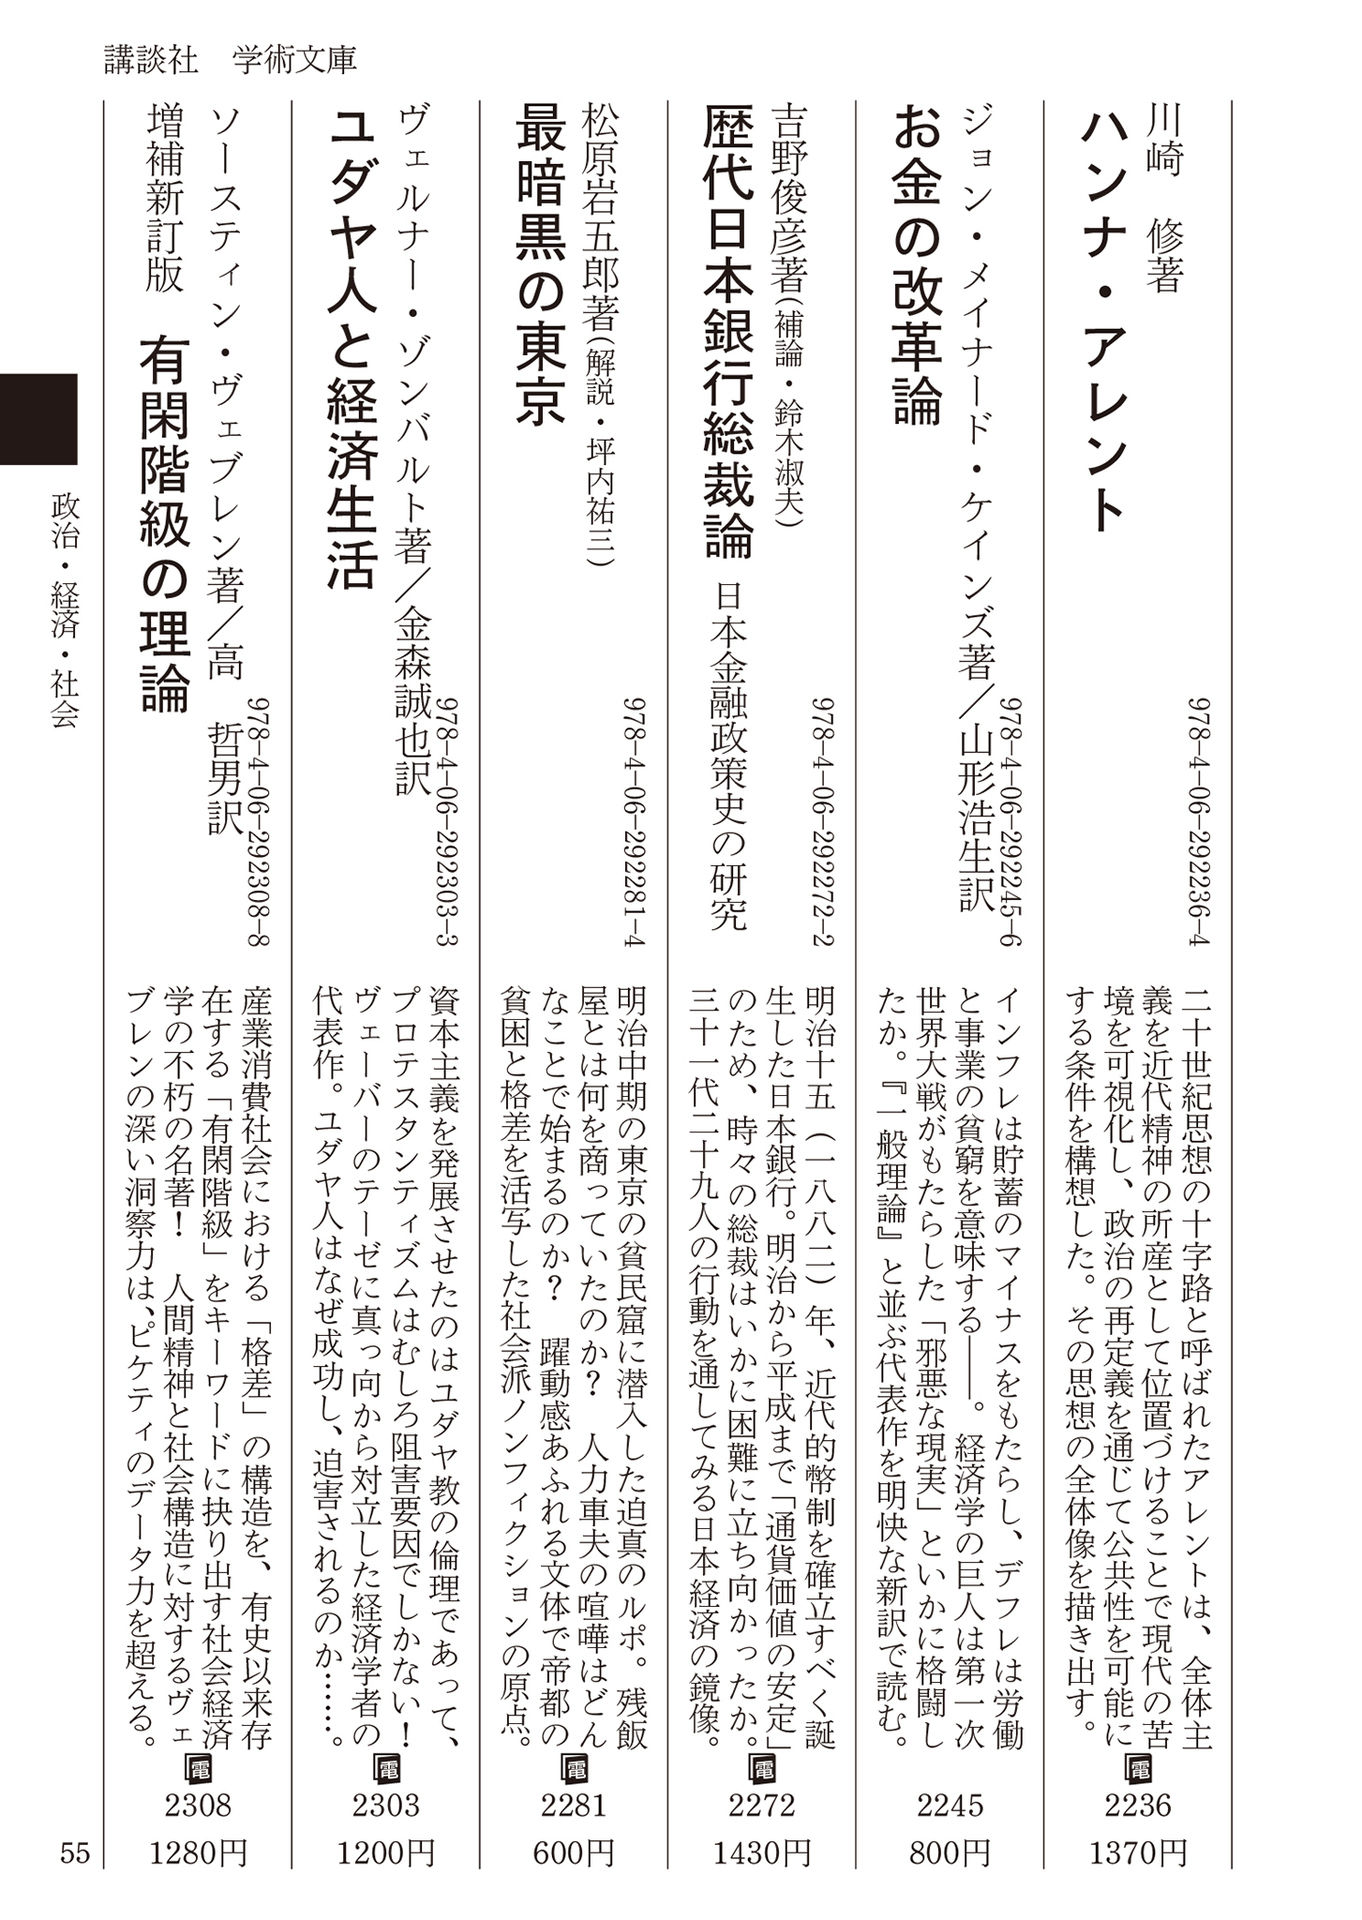 講談社　学術文庫
川崎　修著
ハンナ・アレント
978-4-06-292236-4
二十世紀思想の十字路と呼ばれたアレントは、全体主
義を近代精神の所産として位置づけることで現代の苦
境を可視化し、政治の再定義を通じて公共性を可能に
する条件を構想した。その思想の全体像を描き出す。
電
2236
1370円
ジョン・メイナード・ケインズ著／山形浩生訳
お金の改革論
978-4-06-292245-6
インフレは貯蓄のマイナスをもたらし、デフレは労働
と事業の貧窮を意味する――。経済学の巨人は第一次
世界大戦がもたらした「邪悪な現実」といかに格闘し
たか。『一般理論』と並ぶ代表作を明快な新訳で読む。
2245
800円
吉野俊彦著（補論・鈴木淑夫）
歴代日本銀行総裁論　日本金融政策史の研究
978-4-06-292272-2
明治十五（一八八二）年、近代的幣制を確立すべく誕
生した日本銀行。明治から平成まで「通貨価値の安定」
のため、時々の総裁はいかに困難に立ち向かったか。
三十一代二十九人の行動を通してみる日本経済の鏡像。
電
2272
1430円
松原岩五郎著（解説・坪内祐三）
最暗黒の東京
978-4-06-292281-4
明治中期の東京の貧民窟に潜入した迫真のルポ。残飯
屋とは何を商っていたのか？　人力車夫の喧嘩はどん
なことで始まるのか？　躍動感あふれる文体で帝都の
貧困と格差を活写した社会派ノンフィクションの原点。
電
2281
600円
ヴェルナー・ゾンバルト著／金森誠也訳
ユダヤ人と経済生活
978-4-06-292303-3
資本主義を発展させたのはユダヤ教の倫理であって、
プロテスタンティズムはむしろ阻害要因でしかない！
ヴェーバーのテーゼに真っ向から対立した経済学者の
代表作。ユダヤ人はなぜ成功し、迫害されるのか……。
電
2303
1200円
ソースティン・ヴェブレン著／高　哲男訳
増補新訂版　有閑階級の理論
978-4-06-292308-8
産業消費社会における「格差」の構造を、有史以来存
在する「有閑階級」をキーワードに抉り出す社会経済
学の不朽の名著！　人間精神と社会構造に対するヴェ
ブレンの深い洞察力は、ピケティのデータ力を超える。
電
2308
1280円
政治・経済・社会
55